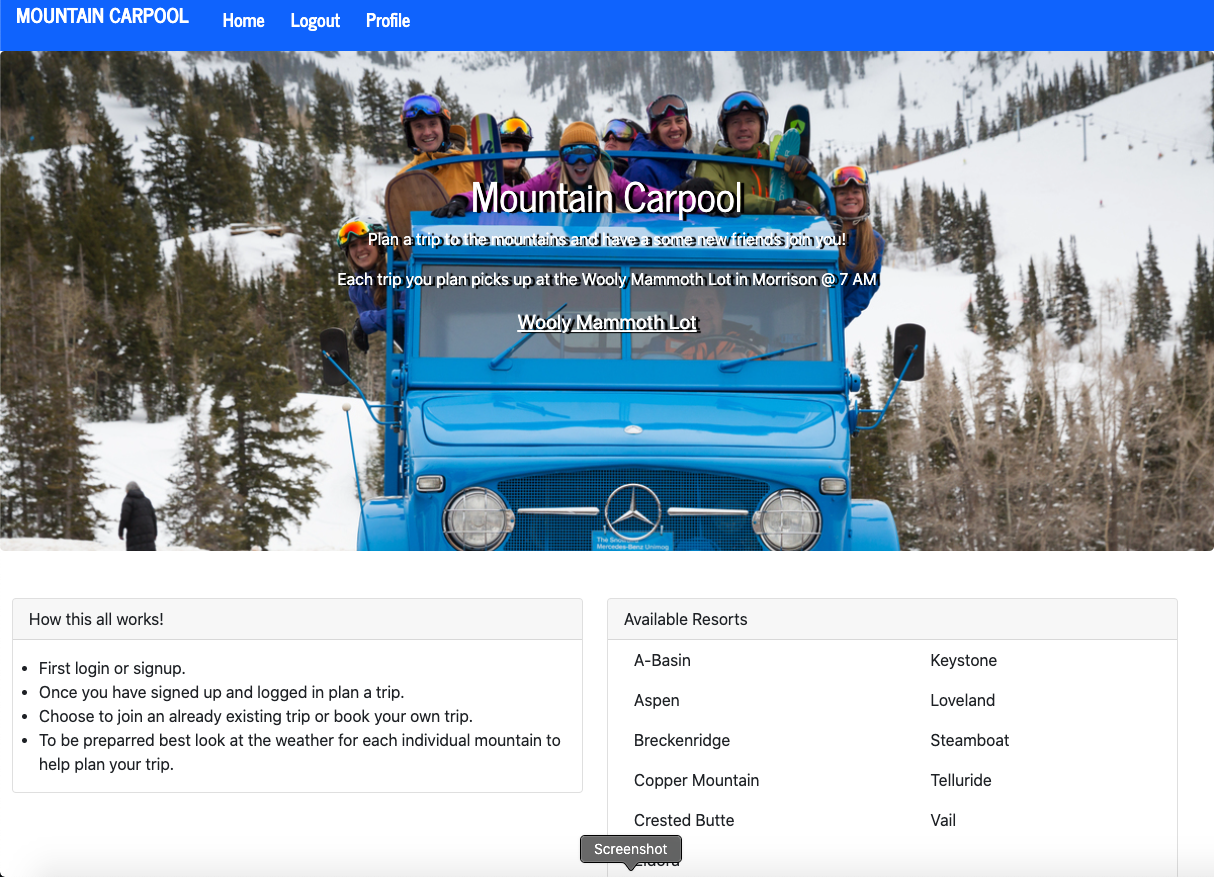 MOUNTAIN CARPOOL Home Logout Profile
Mountain Carpool
Plan a trip to the mountains and have a some new friends join you!
Each trip you plan picks up at the Wooly Mammoth Lot in Morrison @ 7 AM
Wooly Mammoth Lot
The Snow
Mercedes-Benz Unimog
How this all works!
First login or signup.
Once you have signed up and logged in plan a trip.
Choose to join an already existing trip or book your own trip.
To be preparred best look at the weather for each individual mountain to
help plan your trip.
Available Resorts
A-Basin Keystone
Aspen Loveland
Breckenridge Steamboat
Copper Mountain Telluride
Crested Butte Vail
Eldora
Screenshot